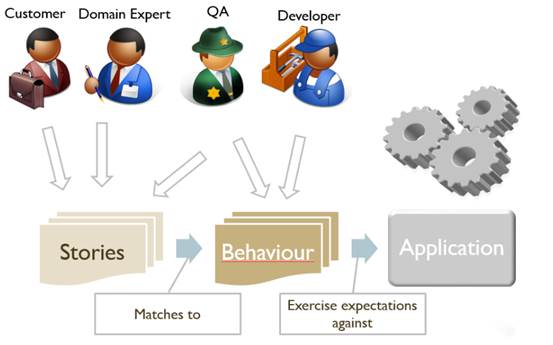 Customer
Domain Expert
QA
Developer
Stories
Behaviour
Application
Matches to
Exercise expectations
against